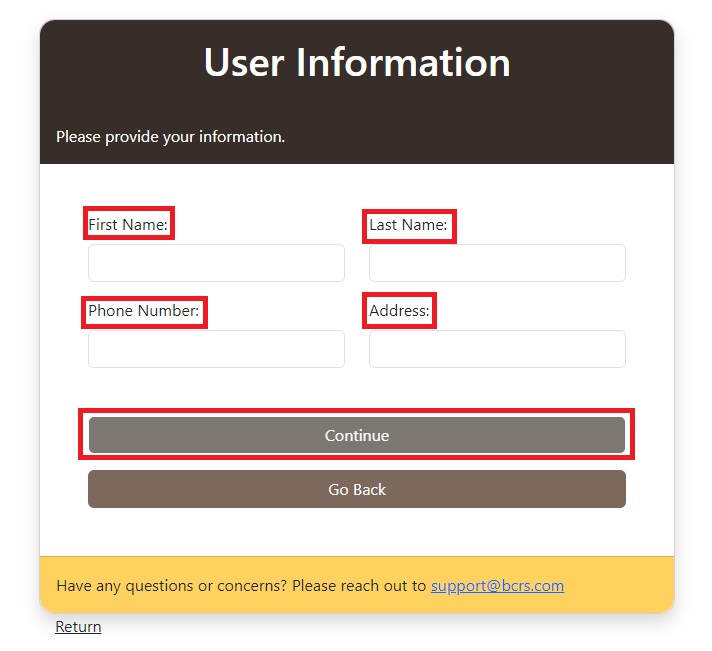 User Information
Please provide your information.
First Name:
Last Name:
Phone Number:
Address:
Continue
Go Back
Have any questions or concerns? Please reach out to support@bcrs.com
Return